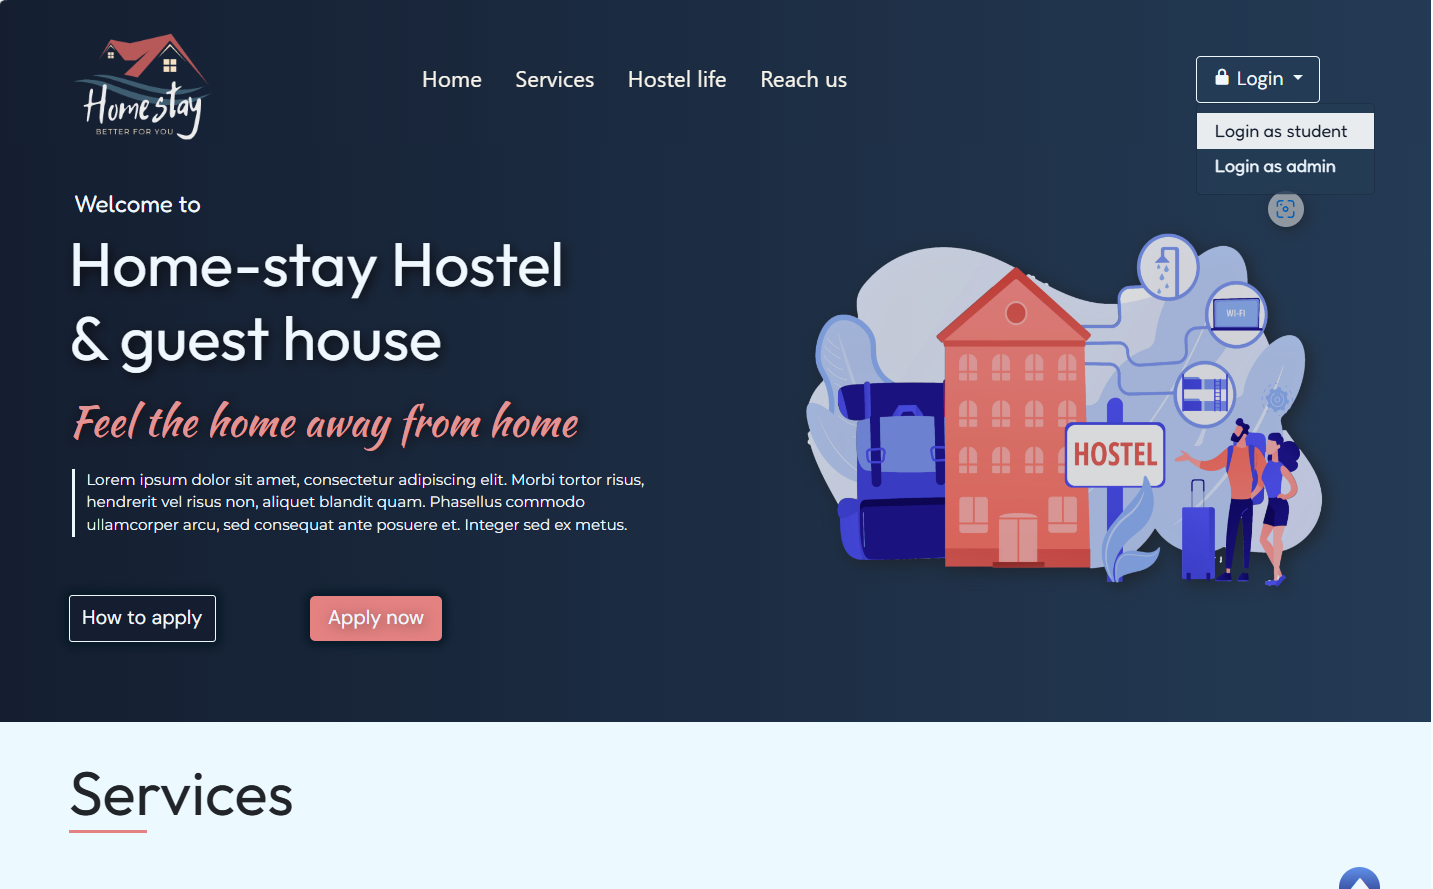 Home stay
BETTER FOR YOU
Home Services Hostel life Reach us
Login
Login as student
Login as admin
Welcome to
Home-stay Hostel
& guest house
Feel the home away from home
Lorem ipsum dolor sit amet, consectetur adipiscing elit. Morbi tortor risus,
hendrerit vel risus non, aliquet blandit quam. Phasellus commodo
ullamcorper arcu, sed consequat ante posuere et. Integer sed ex metus.
WI-FI
HOSTEL
How to apply
Apply now
Services